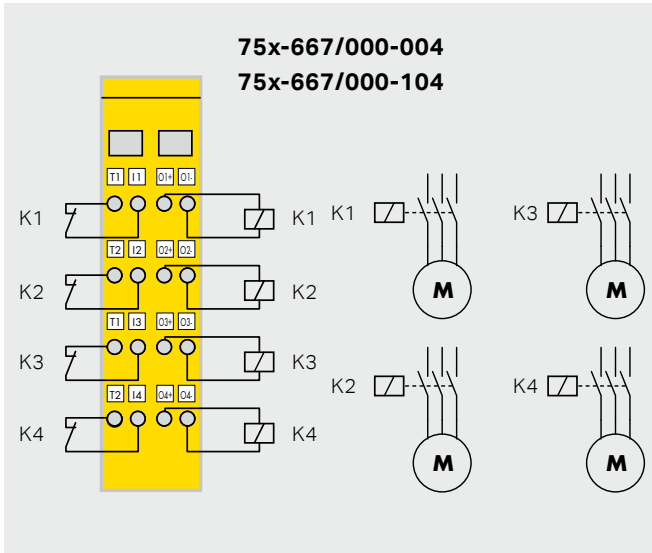 75x-667/000-004
75x-667/000-104
T1 I1 O1+ O1-
K1 K1 K1 K3
M M
T2 I2 O2+ O2-
K2 K2
T1 I3 O3+ O3-
K3 K3
K2 K4
T2 I4 O4+ O4-
K4 K4
M M